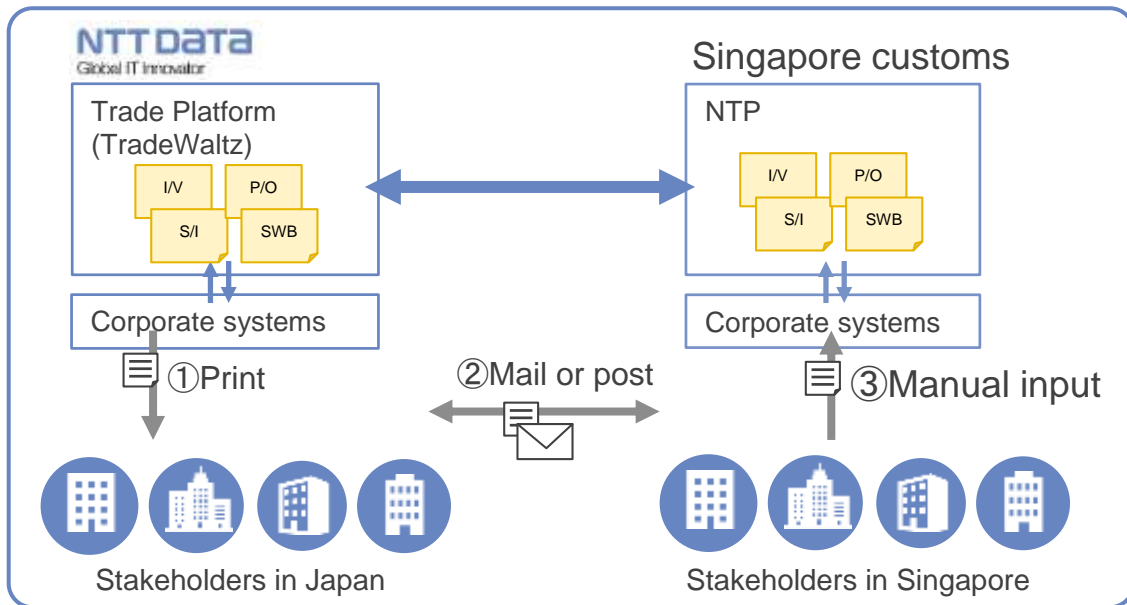 NTT DATA
Global IT Innovator
Trade Platform
(TradeWaltz)
I/V
P/O
S/I
SWB
Corporate systems
①Print
Stakeholders in Japan
②Mail or post
Singapore customs
NTP
I/V
P/O
S/I
SWB
Corporate systems
③Manual input
Stakeholders in Singapore